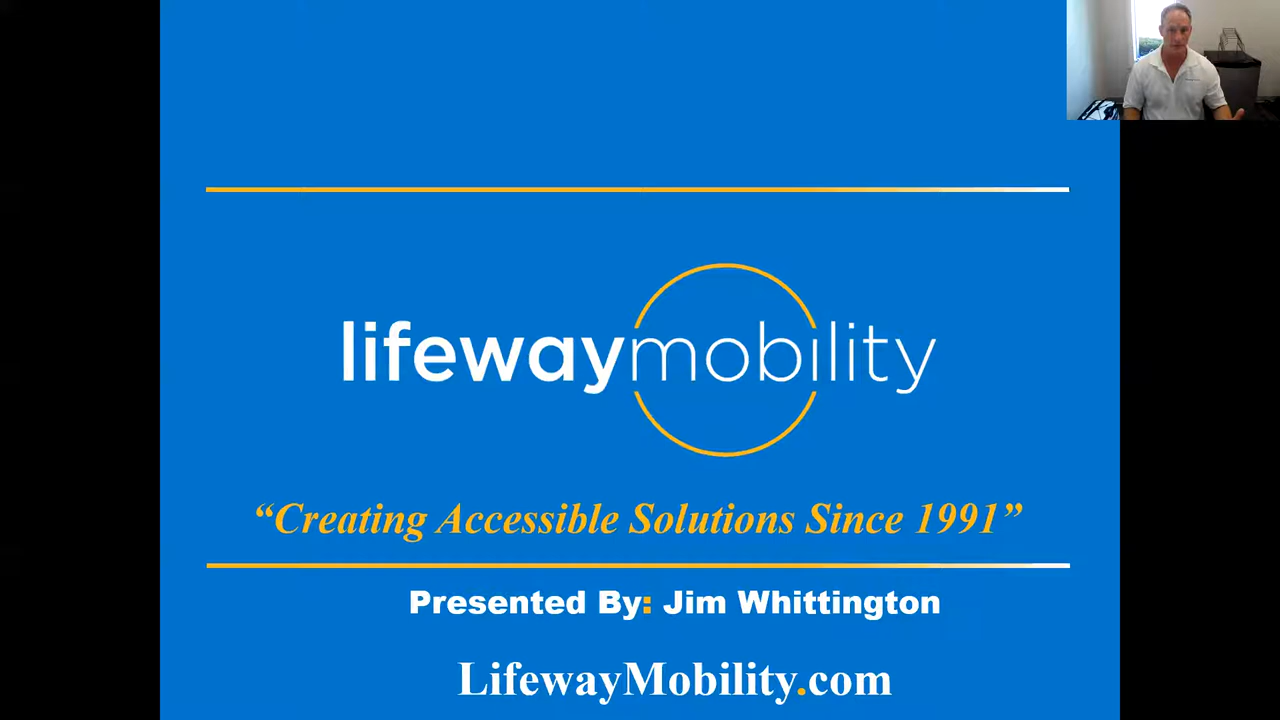 lifewaymobility
“Creating Accessible Solutions Since 1991”
Presented By: Jim Whittington
LifewayMobility.com